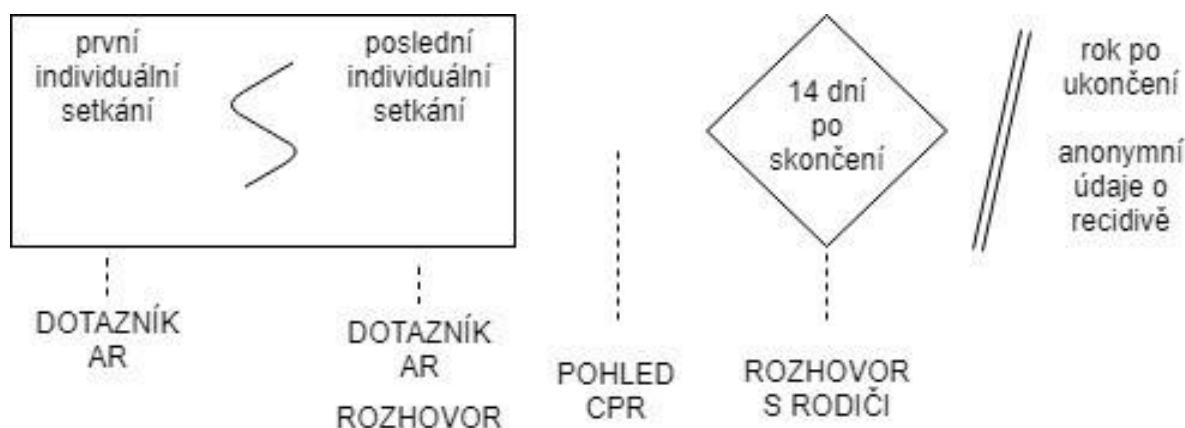 první
individuální
setkání
poslední
individuální
setkání
14 dní
po
skončení
rok po
ukončení
anonymní
údaje o
recidivě
DOTAZNÍK
AR
DOTAZNÍK
AR
ROZHOVOR
POHLED
CPR
ROZHOVOR
S RODIČI